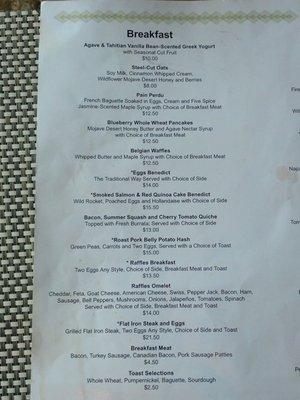 Breakfast
Agave & Tahitian Vanilla Bean-Scented Greek Yogurt
with Seasonal Cut Fruit
$10.00
Steel-Cut Oats
Soy Milk, Cinnamon Whipped Cream,
Wildflower Mojave Desert Honey and Berries
$8.00
Pain Perdu
French Baguette Soaked in Eggs, Cream and Five Spice
Jasmine-Scented Maple Syrup with Choice of Breakfast Meat
$12.50
Blueberry Whole Wheat Pancakes
Mojave Desert Honey Butter and Agave Nectar Syrup
with Choice of Breakfast Meat
$12.50
Belgian Waffles
Whipped Butter and Maple Syrup with Choice of Breakfast Meat
$12.50
*Eggs Benedict
The Traditional Way Served with Choice of Side
$14.00
*Smoked Salmon & Red Quinoa Cake Benedict
Wild Rocket, Poached Eggs and Hollandaise with Choice of Side
$15.50
Bacon, Summer Squash and Cherry Tomato Quiche
Topped with Fresh Burrata; Served with Choice of Side
$13.00
*Roast Pork Belly Potato Hash
Green Peas, Carrots and Two Eggs, Served with a Choice of Toast
$15.00
* Raffles Breakfast
Two Eggs Any Style, Choice of Side, Breakfast Meat and Toast
$13.50
Raffles Omelet
Cheddar, Feta, Goat Cheese, American Cheese, Swiss, Pepper Jack, Bacon, Ham,
Sausage, Bell Peppers, Mushrooms, Onions, Jalapeños, Tomatoes, Spinach
Served with Choice of Side, Breakfast Meat and Toast
$14.00
*Flat Iron Steak and Eggs
Grilled Flat Iron Steak, Two Eggs Any Style, Choice of Side and Toast
$21.50
Breakfast Meat
Bacon, Turkey Sausage, Canadian Bacon, Pork Sausage Patties
$4.50
Toast Selections
Whole Wheat, Pumpernickel, Baguette, Sourdough
$2.50